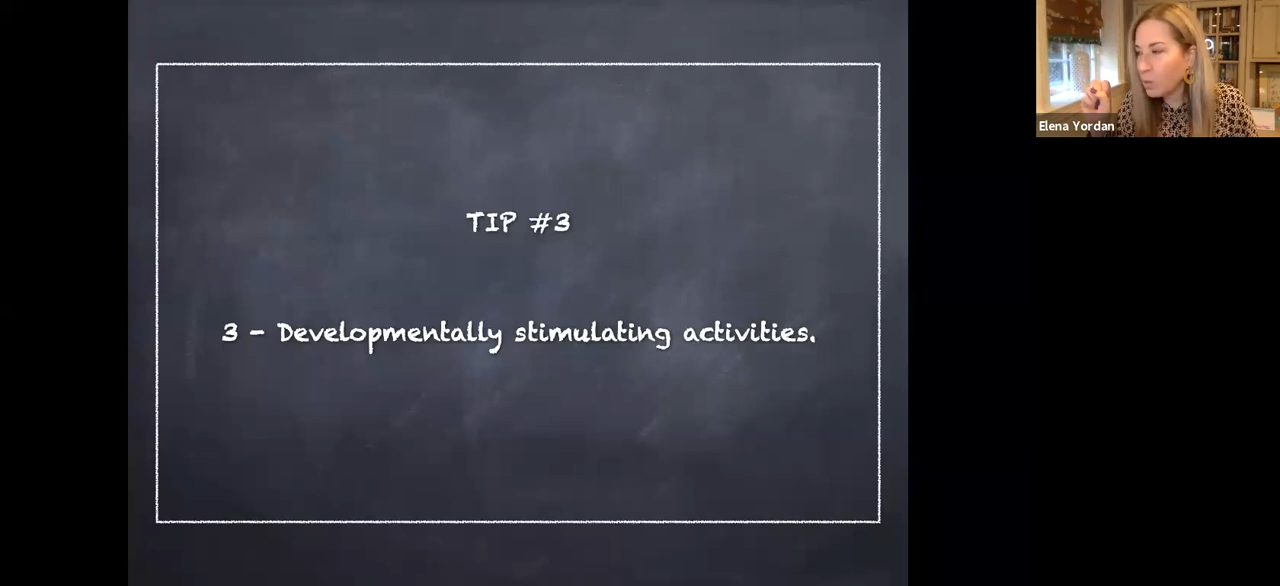 TIP #3
3 - Developmentally stimulating activities.
Elena Yordan